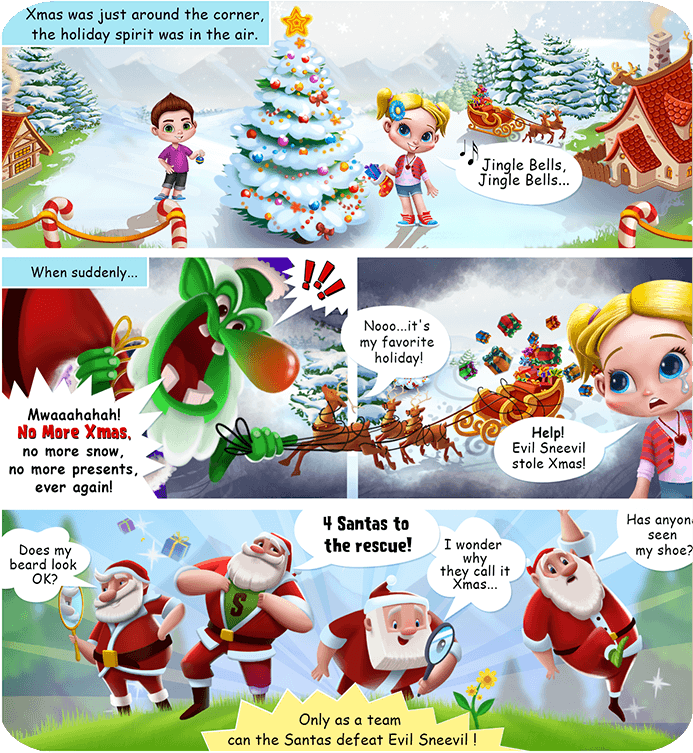 Xmas was just around the corner,
the holiday spirit was in the air.
Jingle Bells,
Jingle Bells...
When suddenly...
!!!
Mwaaahahah!
No More Xmas,
no more snow,
no more presents,
ever again!
Nooo...it's
my favorite
holiday!
Help!
Evil Sneevil
stole Xmas!
Does my
beard look
OK?
S
4 Santas to
the rescue!
I wonder
why
they call it
Xmas...
Has anyon
seen
my shoe?
Only as a team
can the Santas defeat Evil Sneevil !